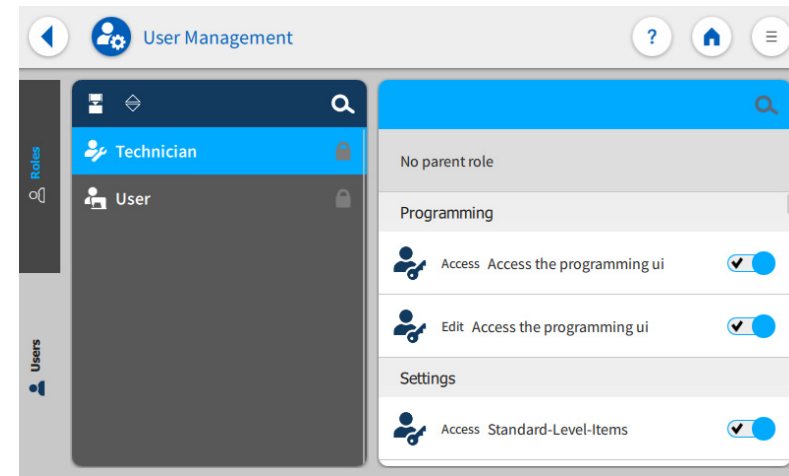 User Management
?
Roles
Users
Technician
User
No parent role
Programming
Access Access the programming ui
Edit Access the programming ui
Settings
Access Standard-Level-Items